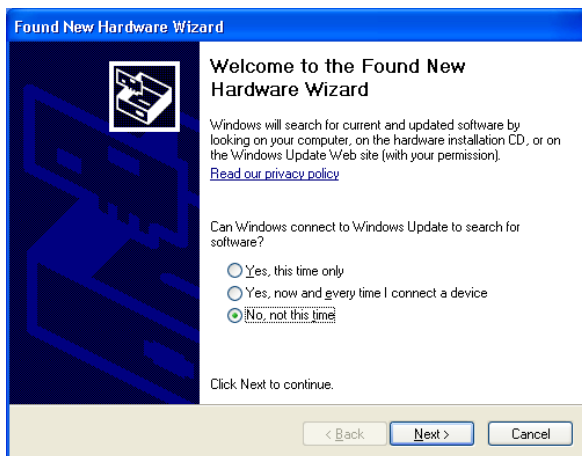 Found New Hardware Wizard
Welcome to the Found New
Hardware Wizard
Windows will search for current and updated software by
looking on your computer, on the hardware installation CD, or on
the Windows Update Web site (with your permission).
Read our privacy policy
Can Windows connect to Windows Update to search for
software?
Yes, this time only
Yes, now and every time I connect a device
No, not this time
Click Next to continue.
< Back
Next >
Cancel